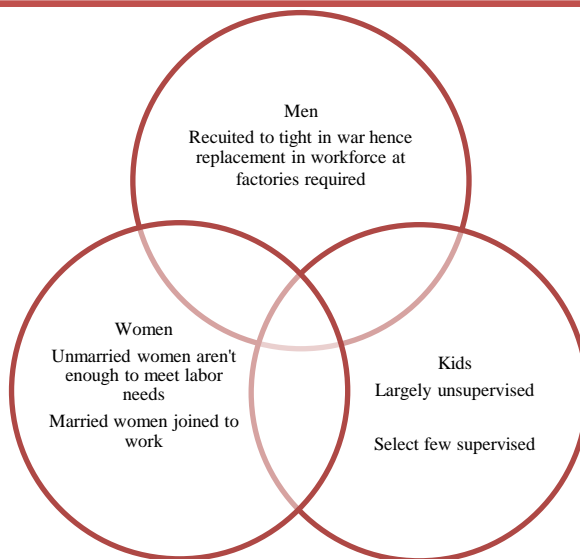 Men
Recuited to tight in war hence
replacement in workforce at
factories required
Women
Unmarried women aren't
enough to meet labor
needs
Married women joined to
work
Kids
Largely unsupervised
Select few supervised